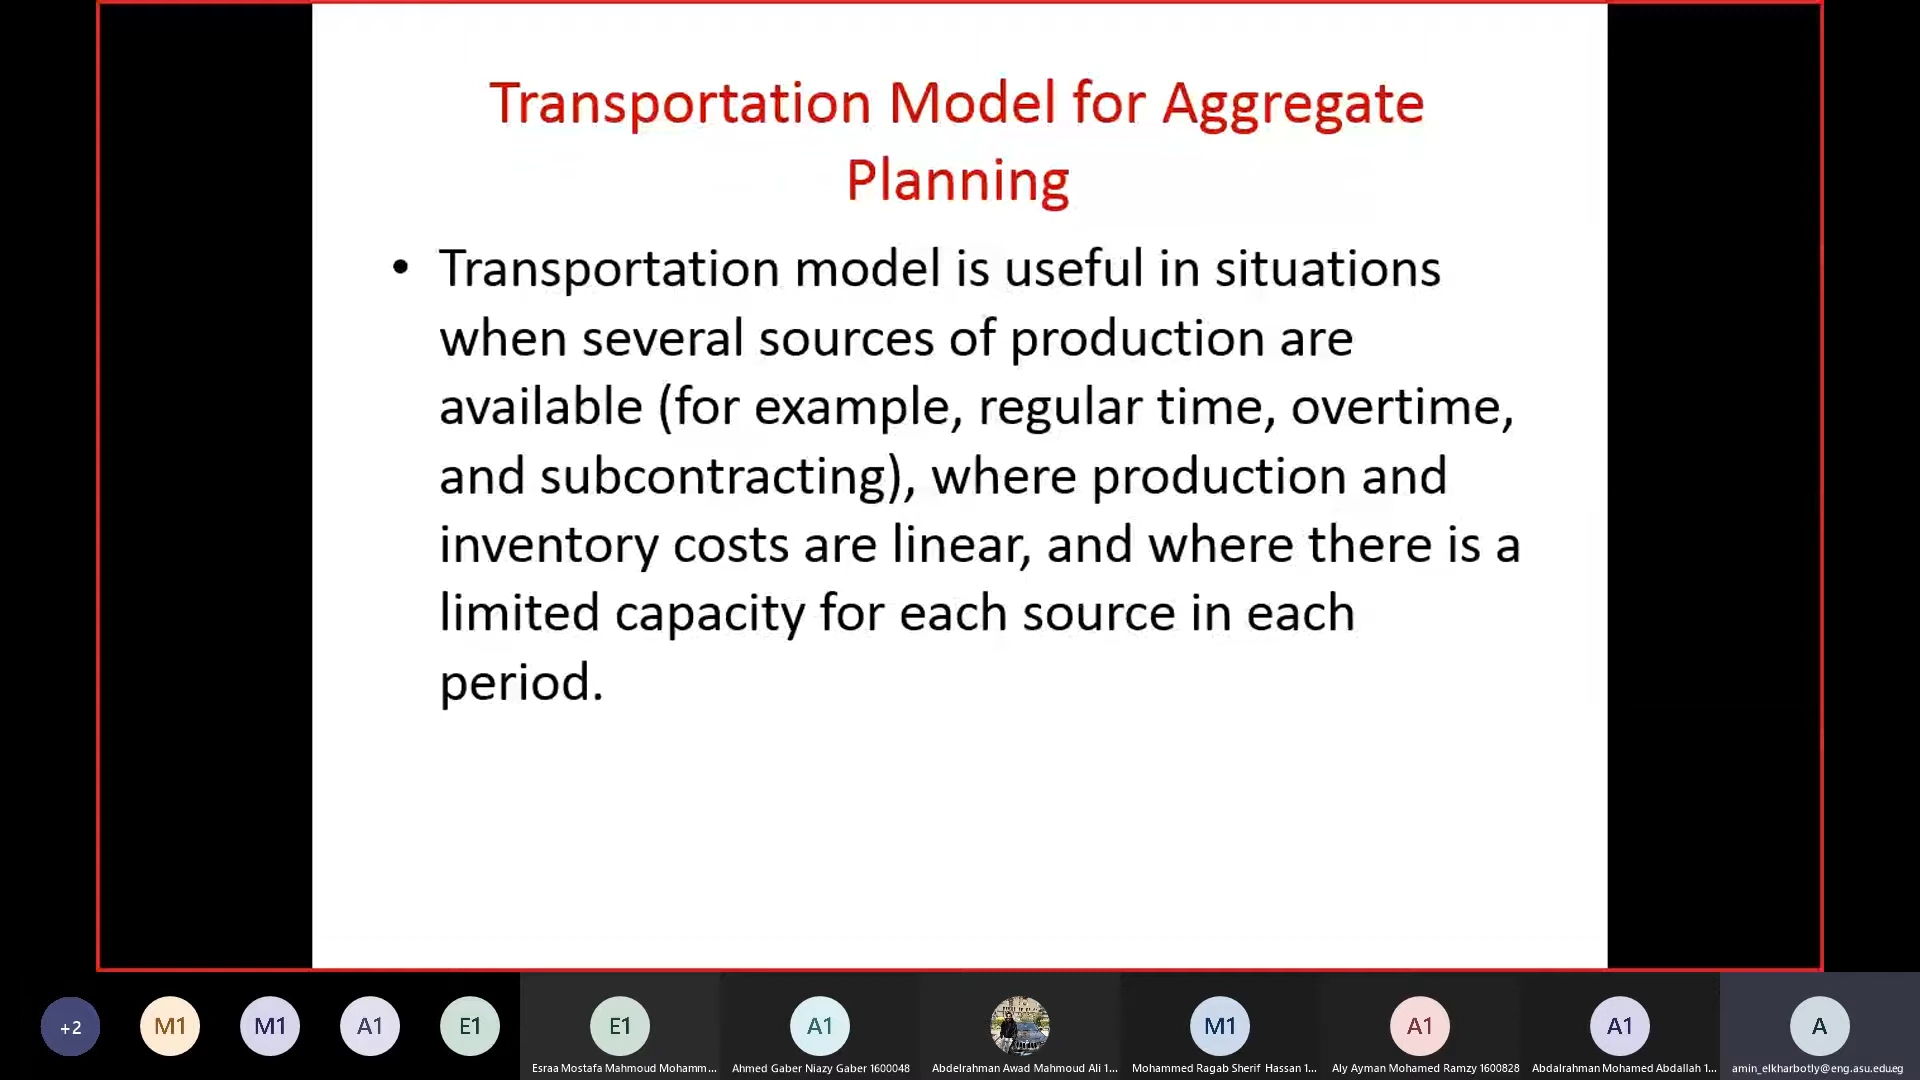 Transportation Model for Aggregate
Planning
• Transportation model is useful in situations
when several sources of production are
available (for example, regular time, overtime,
and subcontracting), where production and
inventory costs are linear, and where there is a
limited capacity for each source in each
period.
+2 M1 M1 A1 E1 E1 A1 M1 A1 A1 A
Esraa Mostafa Mahmoud Mohamm... Ahmed Gaber Niazy Gaber 1600048 Abdelrahman Awad Mahmoud Ali 1... Mohammed Ragab Sherif Hassan 1... Aly Ayman Mohamed Ramzy 1600828 Abdalrahman Mohamed Abdallah 1... amin_elkharbotly@eng.asu.edu.eg